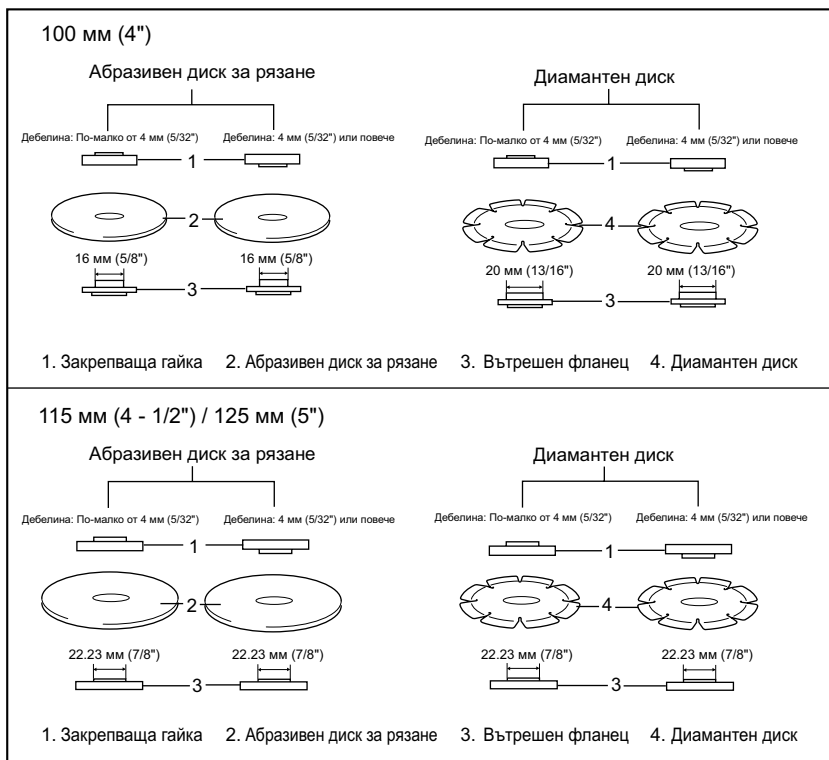 100 мм (4")
Абразивен диск за рязане
Диамантен диск
Дебелина: По-малко от 4 мм (5/32")
Дебелина: 4 мм (5/32") или повече
Дебелина: По-малко от 4 мм (5/32")
Дебелина: 4 мм (5/32") или повече
1
1
2
4
16 мм (5/8")
16 мм (5/8")
20 мм (13/16")
20 мм (13/16")
3
3
1. Закрепваща гайка 2. Абразивен диск за рязане 3. Вътрешен фланец 4. Диамантен диск
115 мм (4 - 1/2") / 125 мм (5")
Абразивен диск за рязане
Диамантен диск
Дебелина: По-малко от 4 мм (5/32")
Дебелина: 4 мм (5/32") или повече
Дебелина: По-малко от 4 мм (5/32")
Дебелина: 4 мм (5/32") или повече
1
1
2
4
22.23 мм (7/8")
22.23 мм (7/8")
22.23 мм (7/8")
22.23 мм (7/8")
3
3
1. Закрепваща гайка 2. Абразивен диск за рязане 3. Вътрешен фланец 4. Диамантен диск